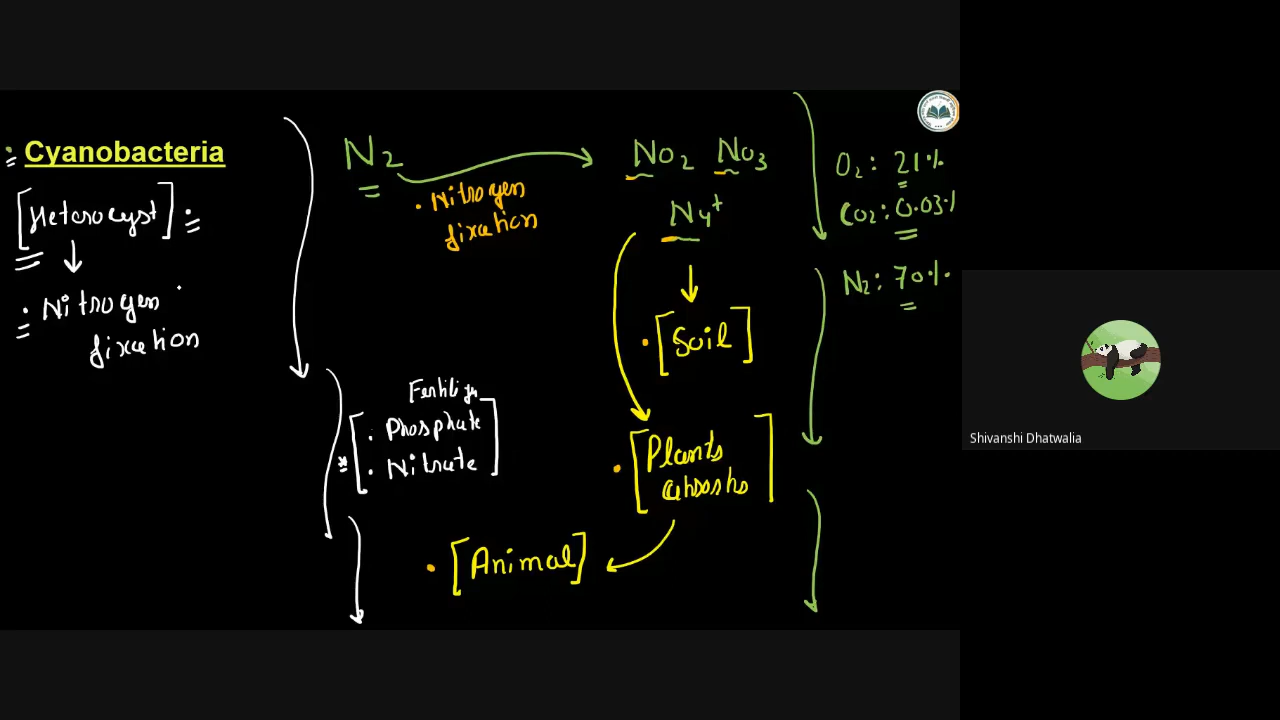 Cyanobacteria
[Heterocyst]
Nitrogen
fixation
N2
Nitrogen
fixation
NO2 NO3
N4+
[Soil]
[Plants
absorbs]
[Animal]
Fertilizer
Phosphate
Nitrate
O2: 21%
CO2: 0.03%
N2: 70%
Shivanshi Dhatwalia